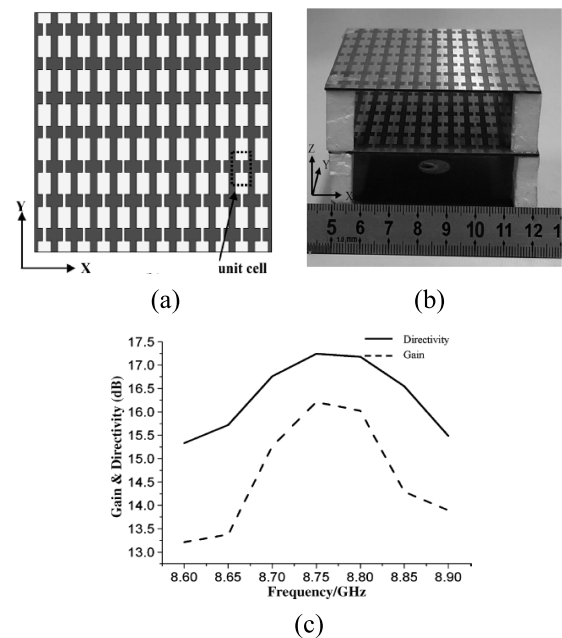 Y
X
unit cell
(a)
Z
Y
X
5 6 7 8 9 10 11 12 1
(b)
17.5
17.0
16.5
16.0
15.5
15.0
14.5
14.0
13.5
13.0
Gain & Directivity (dB)
Directivity
Gain
8.60 8.65 8.70 8.75 8.80 8.85 8.90
Frequency/GHz
(c)